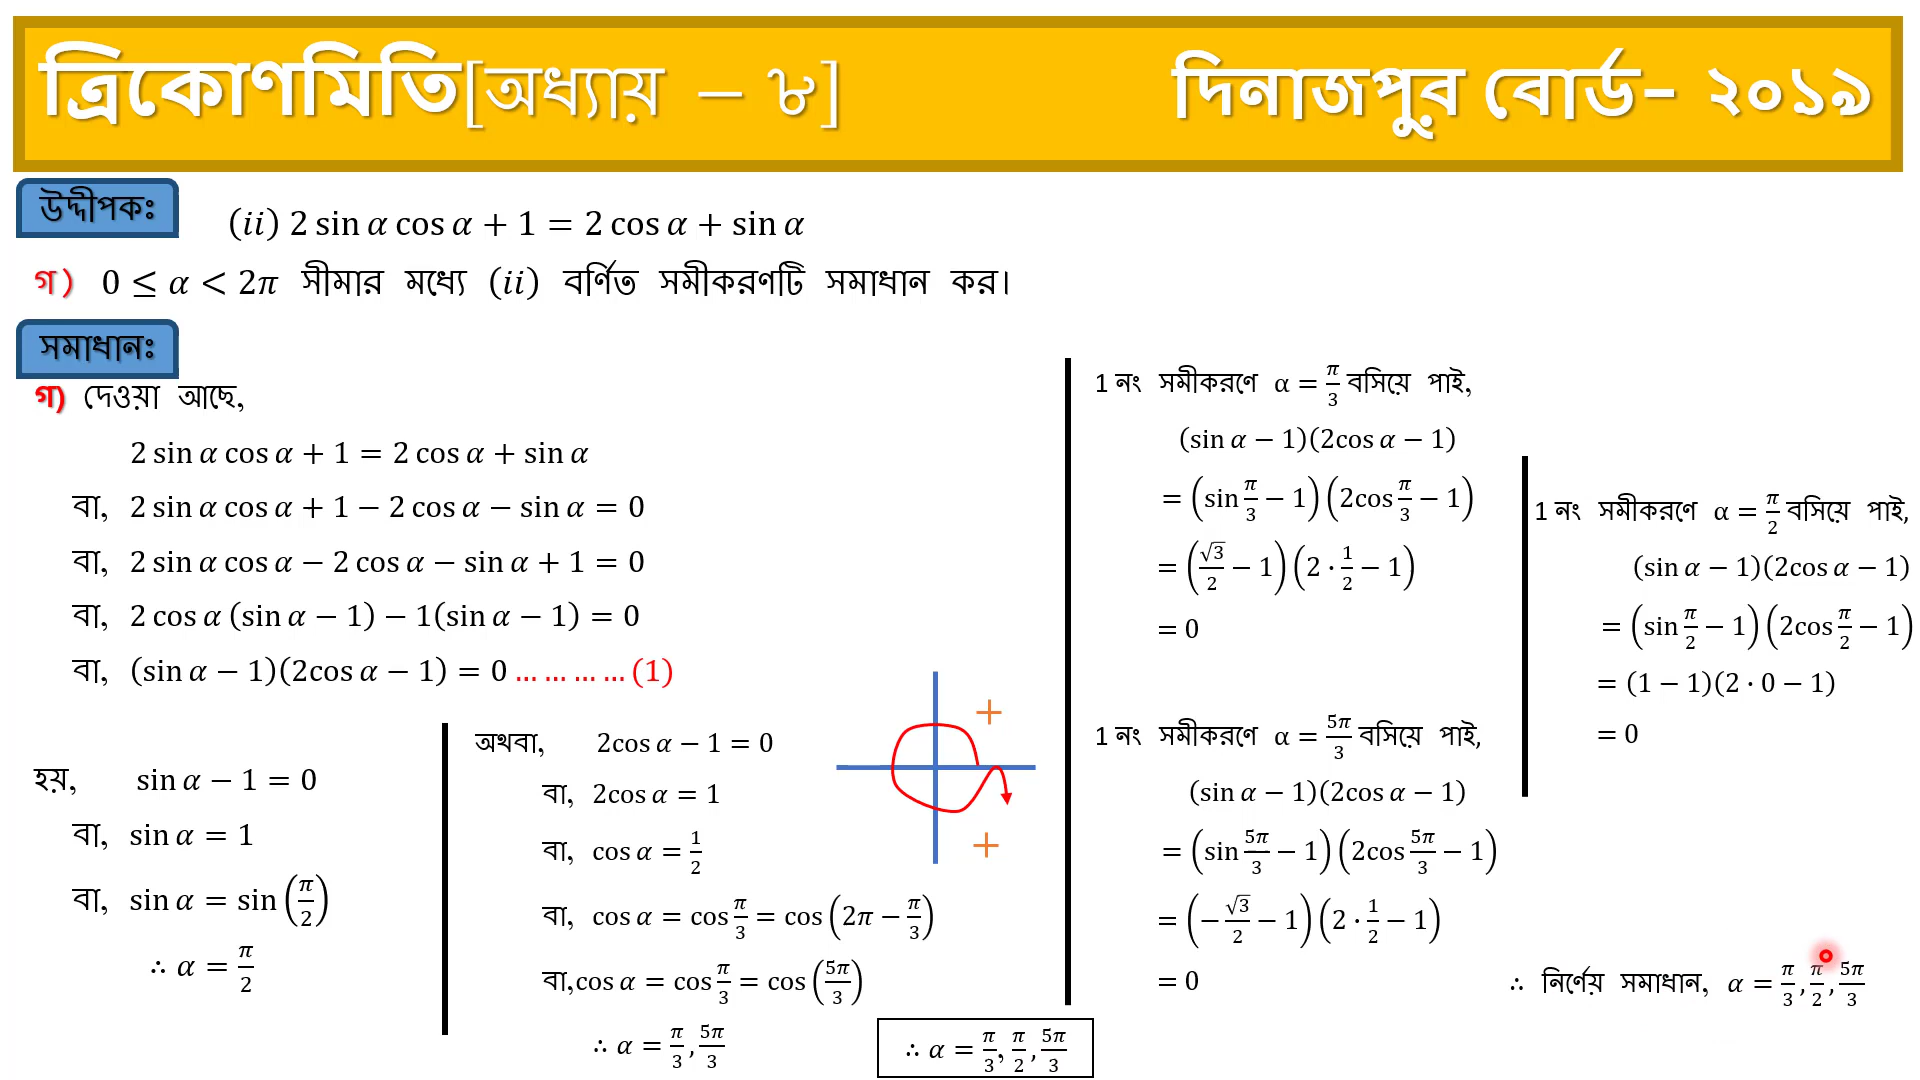 ত্রিকোণমিতি[অধ্যায় – ৮]
দিনাজপুর বোর্ড– ২০১৯
উদ্দীপকঃ
(ii) 2 sin α cos α + 1 = 2 cos α + sin α
গ) 0 ≤ α < 2π সীমার মধ্যে (ii) বর্ণিত সমীকরণটি সমাধান কর।
সমাধানঃ
গ) দেওয়া আছে,
2 sin α cos α + 1 = 2 cos α + sin α
বা, 2 sin α cos α + 1 − 2 cos α − sin α = 0
বা, 2 sin α cos α − 2 cos α − sin α + 1 = 0
বা, 2 cos α (sin α − 1) − 1(sin α − 1) = 0
বা, (sin α − 1)(2cos α − 1) = 0 … … … … (1)
হয়, sin α − 1 = 0
বা, sin α = 1
বা, sin α = sin (π/2)
∴ α = π/2
অথবা, 2cos α − 1 = 0
বা, 2cos α = 1
বা, cos α = 1/2
বা, cos α = cos π/3 = cos (2π − π/3)
বা,cos α = cos π/3 = cos (5π/3)
∴ α = π/3 , 5π/3
+
+
∴ α = π/3, π/2 , 5π/3
1 নং সমীকরণে α = π/3 বসিয়ে পাই,
(sin α − 1)(2cos α − 1)
= (sin π/3 − 1) (2cos π/3 − 1)
= (√3/2 − 1) (2 · 1/2 − 1)
= 0
1 নং সমীকরণে α = 5π/3 বসিয়ে পাই,
(sin α − 1)(2cos α − 1)
= (sin 5π/3 − 1) (2cos 5π/3 − 1)
= (− √3/2 − 1) (2 · 1/2 − 1)
= 0
1 নং সমীকরণে α = π/2 বসিয়ে পাই,
(sin α − 1)(2cos α − 1)
= (sin π/2 − 1) (2cos π/2 − 1)
= (1 − 1)(2 · 0 − 1)
= 0
∴ নির্ণেয় সমাধান, α = π/3 , π/2 , 5π/3